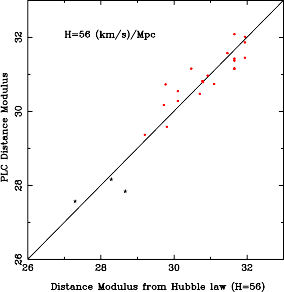 H=56 (km/s)/Mpc
PLC Distance Modulus
32
30
28
26
26
28
30
32
Distance Modulus from Hubble law (H=56)